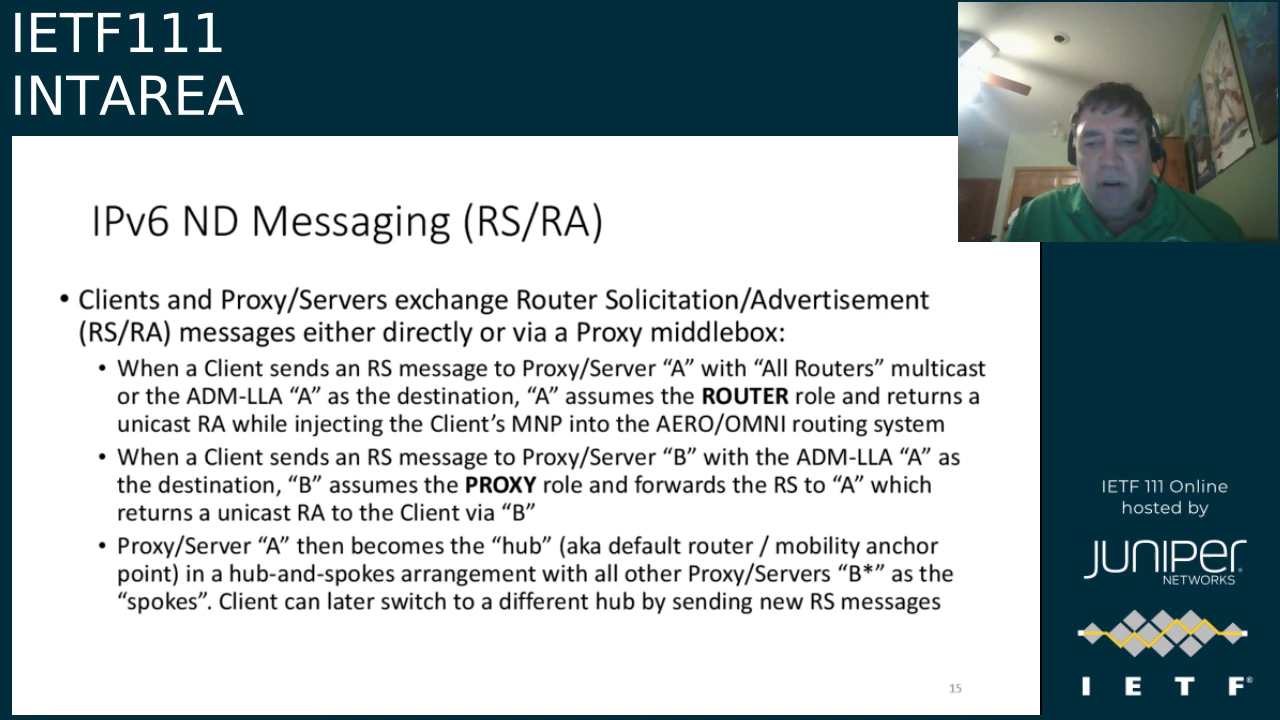 IETF111
INTAREA
IPv6 ND Messaging (RS/RA)
• Clients and Proxy/Servers exchange Router Solicitation/Advertisement
(RS/RA) messages either directly or via a Proxy middlebox:
• When a Client sends an RS message to Proxy/Server “A” with “All Routers” multicast
or the ADM-LLA “A” as the destination, “A” assumes the ROUTER role and returns a
unicast RA while injecting the Client’s MNP into the AERO/OMNI routing system
• When a Client sends an RS message to Proxy/Server “B” with the ADM-LLA “A” as
the destination, “B” assumes the PROXY role and forwards the RS to “A” which
returns a unicast RA to the Client via “B”
• Proxy/Server “A” then becomes the “hub” (aka default router / mobility anchor
point) in a hub-and-spokes arrangement with all other Proxy/Servers “B*” as the
“spokes”. Client can later switch to a different hub by sending new RS messages
15
IETF 111 Online
hosted by
JUNIPER
NETWORKS
I E T F®